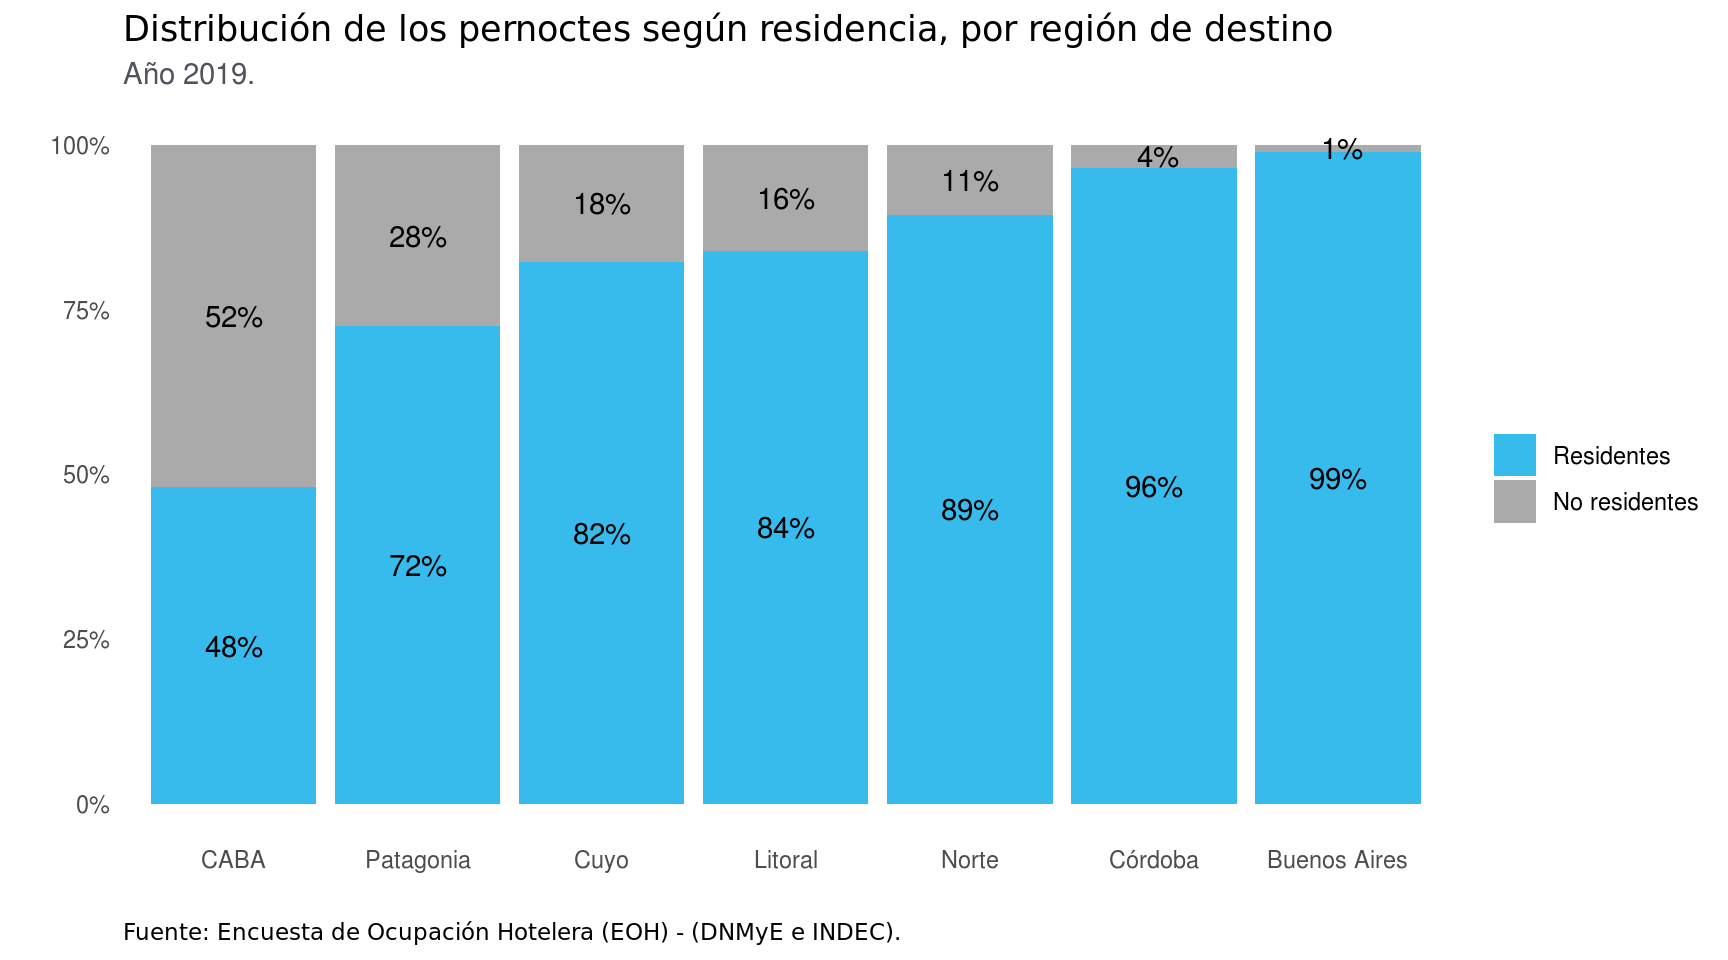 Distribución de los pernoctes según residencia, por región de destino
Año 2019.
100%
75%
50%
25%
0%
52%
28%
18%
16%
11%
4%
1%
48%
72%
82%
84%
89%
96%
99%
Residentes
No residentes
CABA
Patagonia
Cuyo
Litoral
Norte
Córdoba
Buenos Aires
Fuente: Encuesta de Ocupación Hotelera (EOH) - (DNMyE e INDEC).